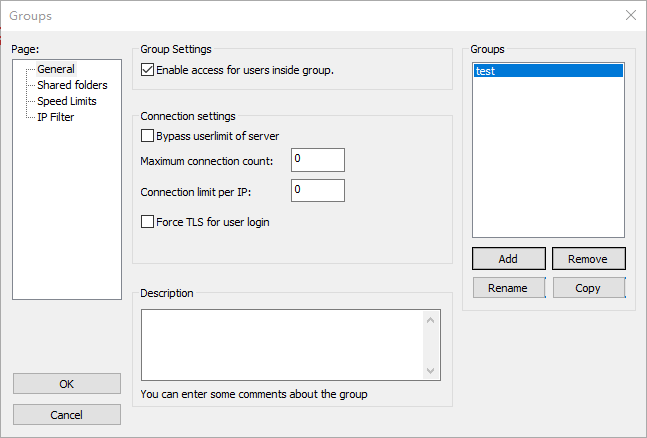 Groups
Page:
General
Shared folders
Speed Limits
IP Filter
Group Settings
Enable access for users inside group.
Connection settings
Bypass userlimit of server
Maximum connection count: 0
Connection limit per IP: 0
Force TLS for user login
Description
You can enter some comments about the group
Groups
test
Add Remove
Rename Copy
OK
Cancel